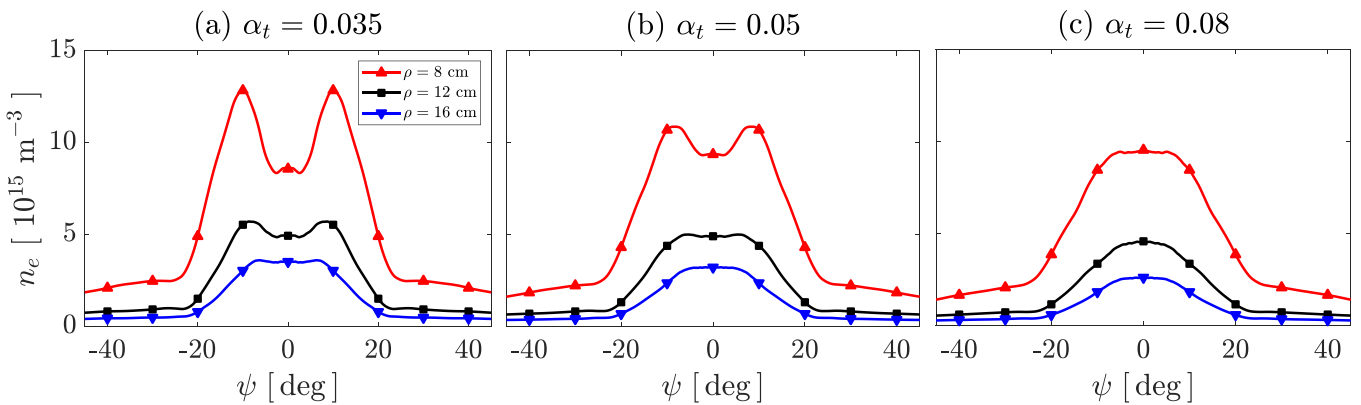 (a) αₜ = 0.035
(b) αₜ = 0.05
(c) αₜ = 0.08
nₑ [ 10¹⁵ m⁻³ ]
15
10
5
0
ρ = 8 cm
ρ = 12 cm
ρ = 16 cm
-40 -20 0 20 40
-40 -20 0 20 40
-40 -20 0 20 40
ψ [ deg ]
ψ [ deg ]
ψ [ deg ]